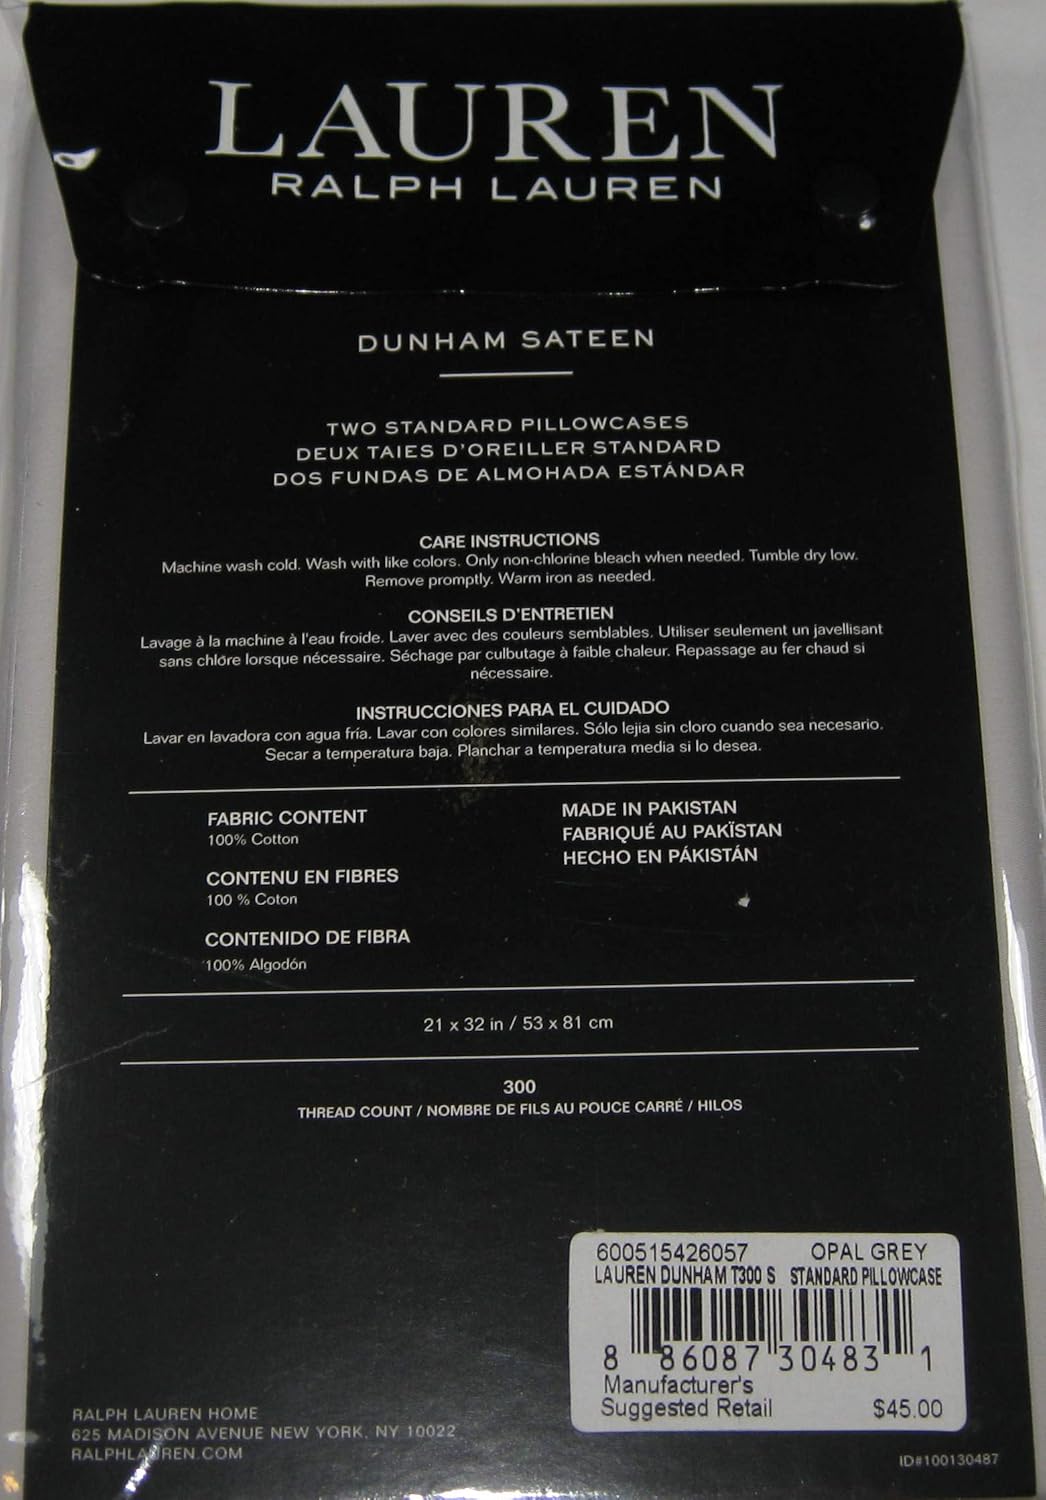 LAUREN
RALPH LAUREN
DUNHAM SATEEN
TWO STANDARD PILLOWCASES
DEUX TAIES D'OREILLER STANDARD
DOS FUNDAS DE ALMOHADA ESTÁNDAR
CARE INSTRUCTIONS
Machine wash cold. Wash with like colors. Only non-chlorine bleach when needed. Tumble dry low.
Remove promptly. Warm iron as needed.
CONSEILS D'ENTRETIEN
Lavage à la machine à l'eau froide. Laver avec des couleurs semblables. Utiliser seulement un javellisant
sans chlore lorsque nécessaire. Séchage par culbutage à faible chaleur. Repassage au fer chaud si
nécessaire.
INSTRUCCIONES PARA EL CUIDADO
Lavar en lavadora con agua fría. Lavar con colores similares. Sólo lejia sin cloro cuando sea necesario.
Secar a temperatura baja. Planchar a temperatura media si lo desea.
FABRIC CONTENT
100% Cotton
CONTENU EN FIBRES
100 % Coton
CONTENIDO DE FIBRA
100% Algodón
MADE IN PAKISTAN
FABRIQUÉ AU PAKÏSTAN
HECHO EN PÁKISTÁN
21 x 32 in / 53 x 81 cm
300
THREAD COUNT / NOMBRE DE FILS AU POUCE CARRÉ / HILOS
600515426057 OPAL GREY
LAUREN DUNHAM T300 S STANDARD PILLOWCASE
8 86087 30483 1
Manufacturer's
Suggested Retail $45.00
RALPH LAUREN HOME
625 MADISON AVENUE NEW YORK, NY 10022
RALPHLAUREN.COM
ID#100130487